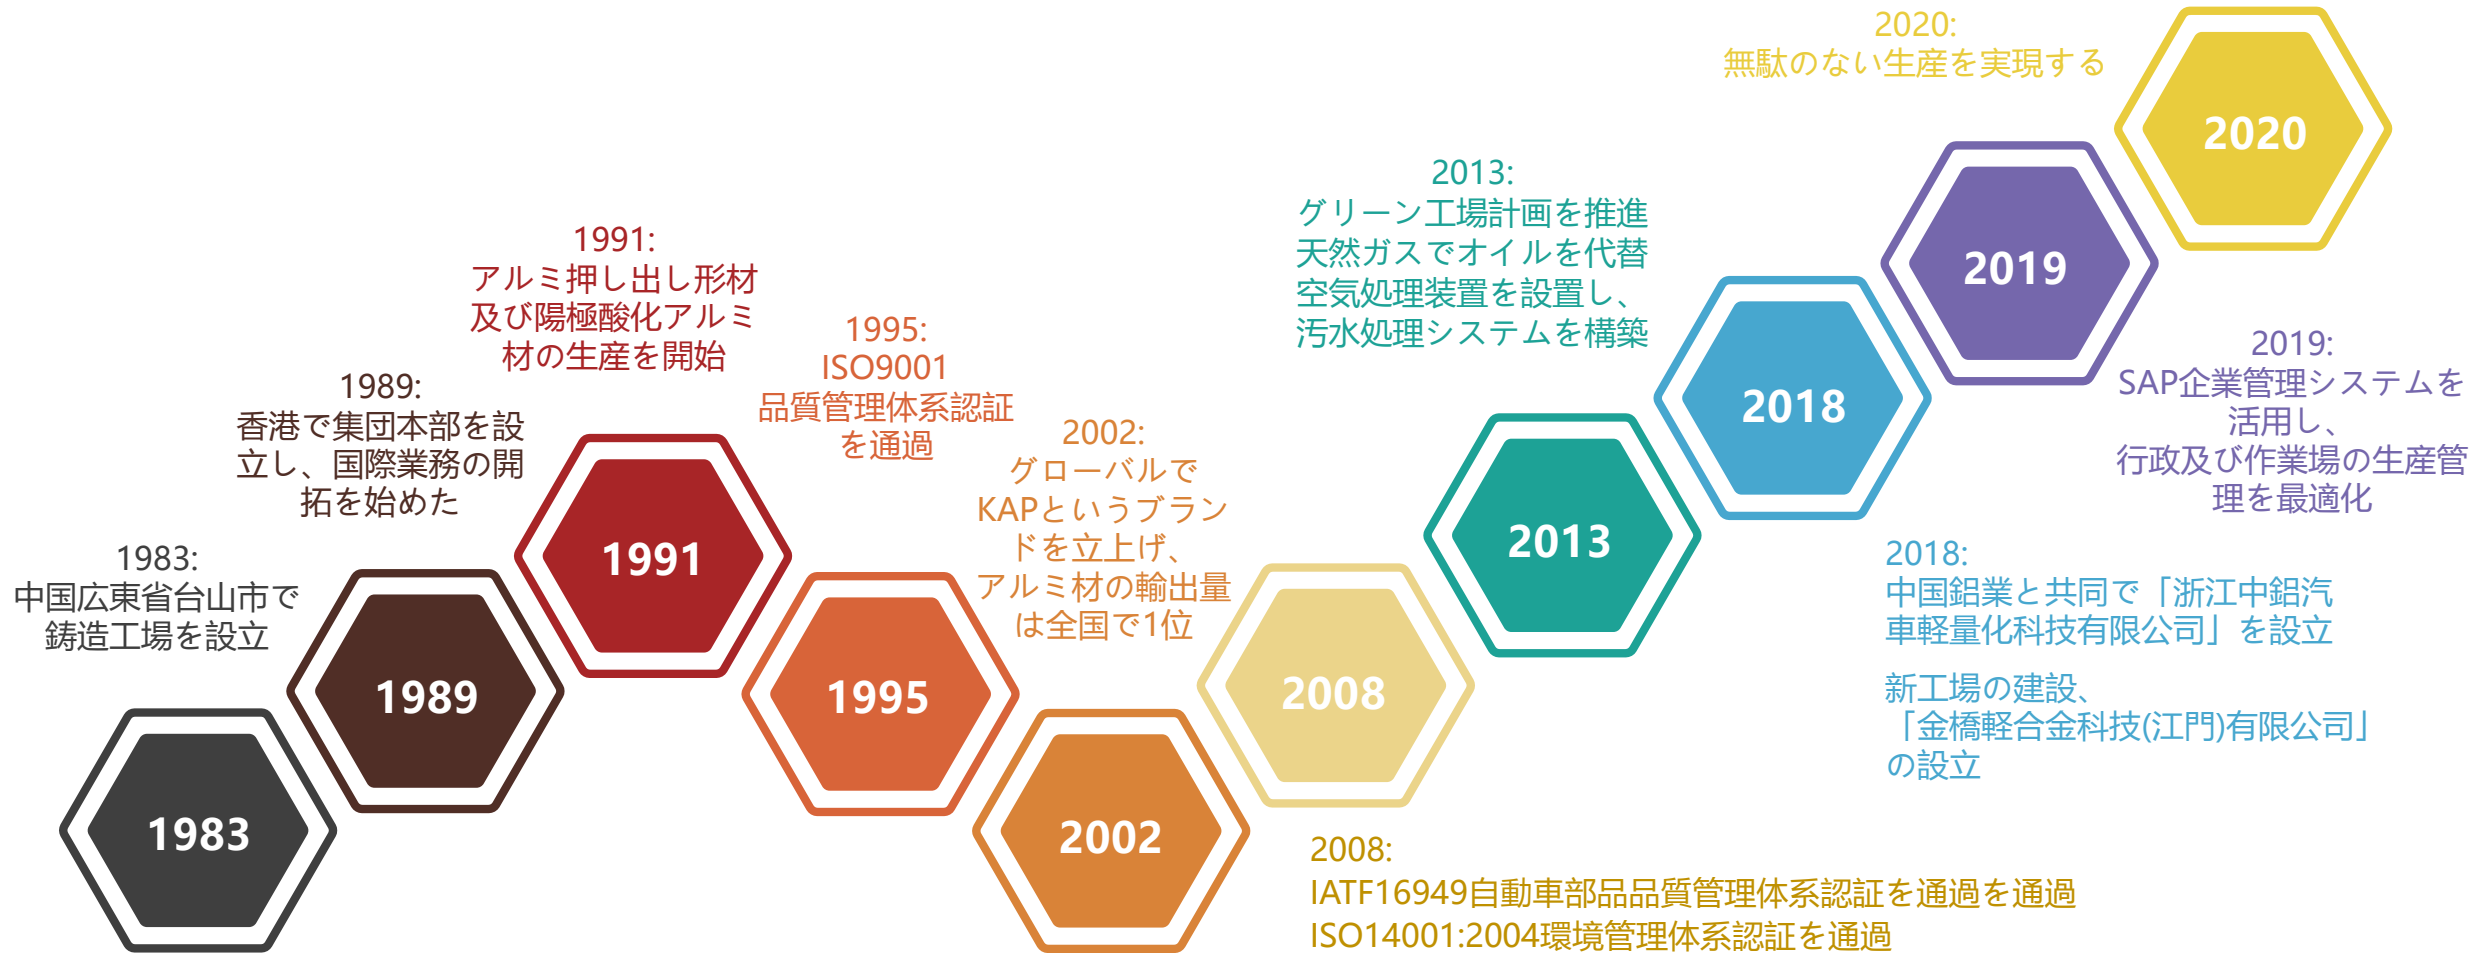 1983:
中国広東省台山市で
鋳造工場を設立
1983
1989:
香港で集団本部を設
立し、国際業務の開
拓を始めた
1989
1991:
アルミ押し出し形材
及び陽極酸化アルミ
材の生産を開始
1991
1995:
ISO9001
品質管理体系認証
を通過
1995
2002:
グローバルで
KAPというブラン
ドを立上げ、
アルミ材の輸出量
は全国で1位
2002
2008
2008:
IATF16949自動車部品品質管理体系認証を通過を通過
ISO14001:2004環境管理体系認証を通過
2013:
グリーン工場計画を推進
天然ガスでオイルを代替
空気処理装置を設置し、
汚水処理システムを構築
2013
2018
2018:
中国鋁業と共同で「浙江中鋁汽
車軽量化科技有限公司」を設立
新工場の建設、
「金橋軽合金科技(江門)有限公司」
の設立
2019
2019:
SAP企業管理システムを
活用し、
行政及び作業場の生産管
理を最適化
2020:
無駄のない生産を実現する
2020